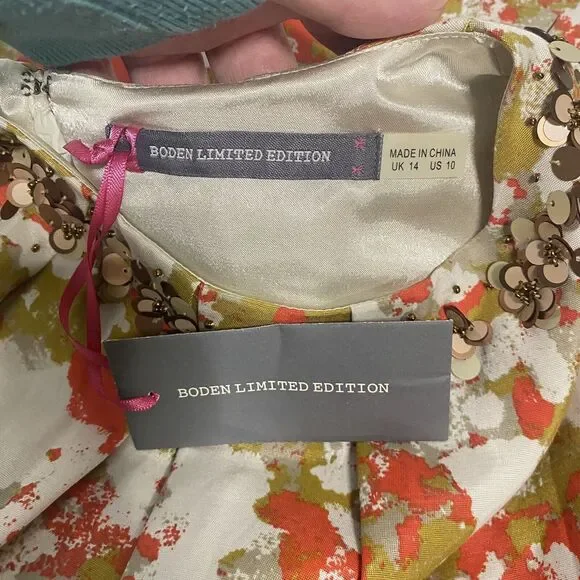 BODEN LIMITED EDITION
MADE IN CHINA
UK 14 US 10
BODEN LIMITED EDITION